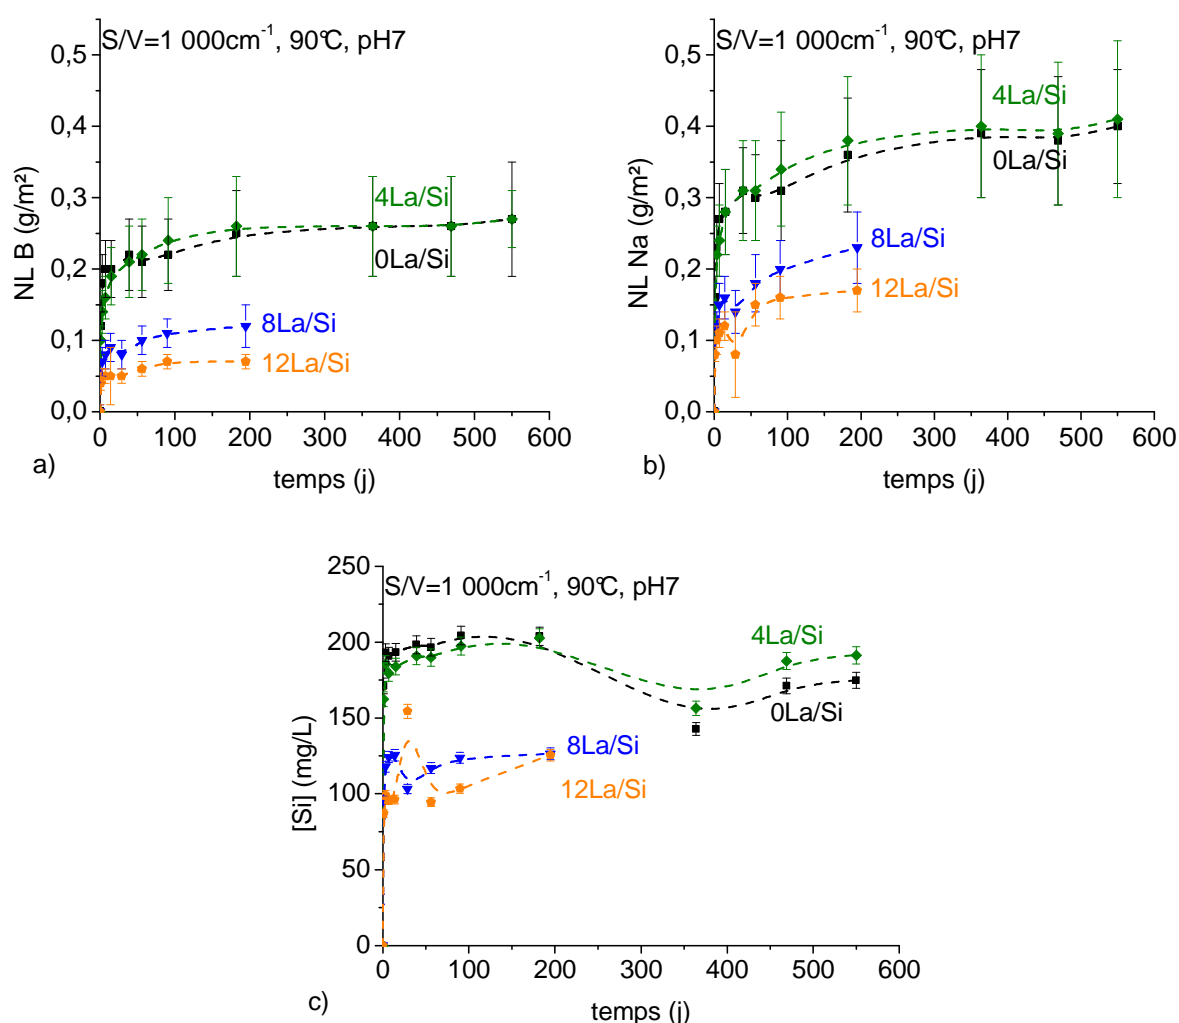 S/V=1 000cm⁻¹, 90°C, pH7
NL B (g/m²)
0,5
0,4
0,3
0,2
0,1
0,0
4La/Si
0La/Si
8La/Si
12La/Si
0 100 200 300 400 500 600
temps (j)
a)
S/V=1 000cm⁻¹, 90°C, pH7
NL Na (g/m²)
0,5
0,4
0,3
0,2
0,1
0,0
4La/Si
0La/Si
8La/Si
12La/Si
0 100 200 300 400 500 600
temps (j)
b)
S/V=1 000cm⁻¹, 90°C, pH7
[Si] (mg/L)
250
200
150
100
50
0
4La/Si
0La/Si
8La/Si
12La/Si
0 100 200 300 400 500 600
temps (j)
c)